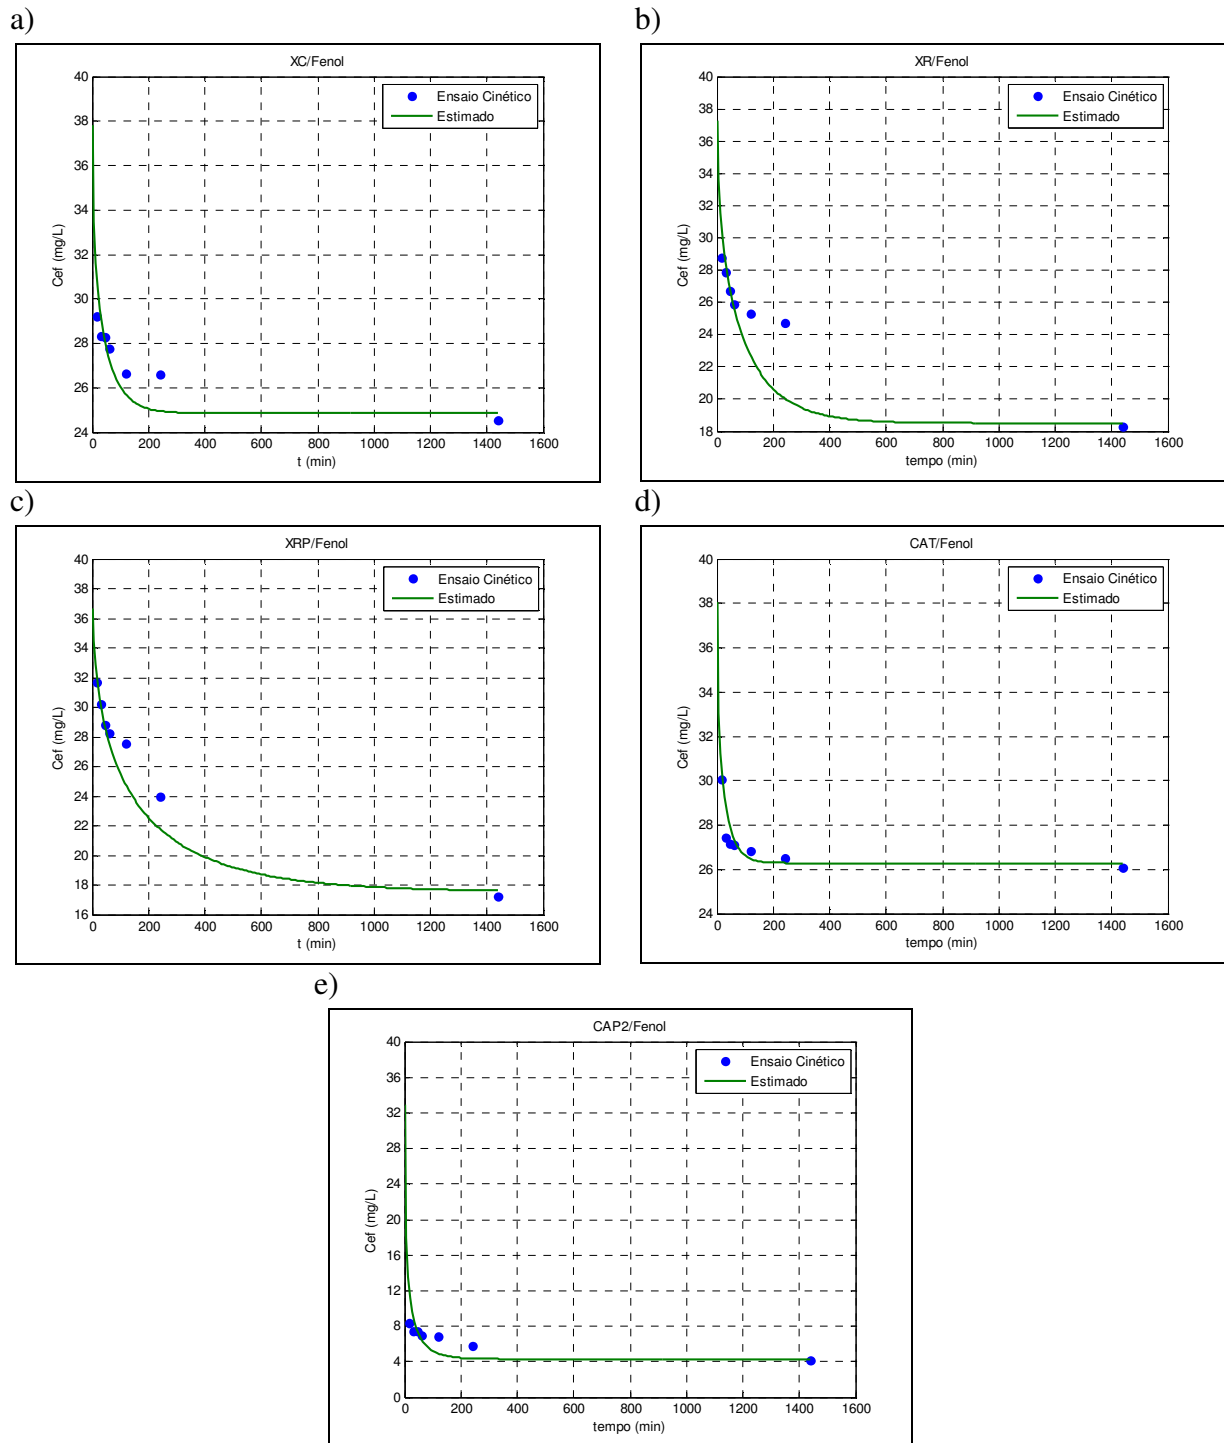 a)
XC/Fenol
Ensaio Cinético
Estimado
40
38
36
34
32
30
28
26
24
0 200 400 600 800 1000 1200 1400 1600
Cef (mg/L)
t (min)
b)
XR/Fenol
Ensaio Cinético
Estimado
40
38
36
34
32
30
28
26
24
22
20
18
0 200 400 600 800 1000 1200 1400 1600
Cef (mg/L)
tempo (min)
c)
XRP/Fenol
Ensaio Cinético
Estimado
40
38
36
34
32
30
28
26
24
22
20
18
16
0 200 400 600 800 1000 1200 1400 1600
Cef (mg/L)
t (min)
d)
CAT/Fenol
Ensaio Cinético
Estimado
40
38
36
34
32
30
28
26
24
0 200 400 600 800 1000 1200 1400 1600
Cef (mg/L)
tempo (min)
e)
CAP2/Fenol
Ensaio Cinético
Estimado
40
36
32
28
24
20
16
12
8
4
0
0 200 400 600 800 1000 1200 1400 1600
Cef (mg/L)
tempo (min)